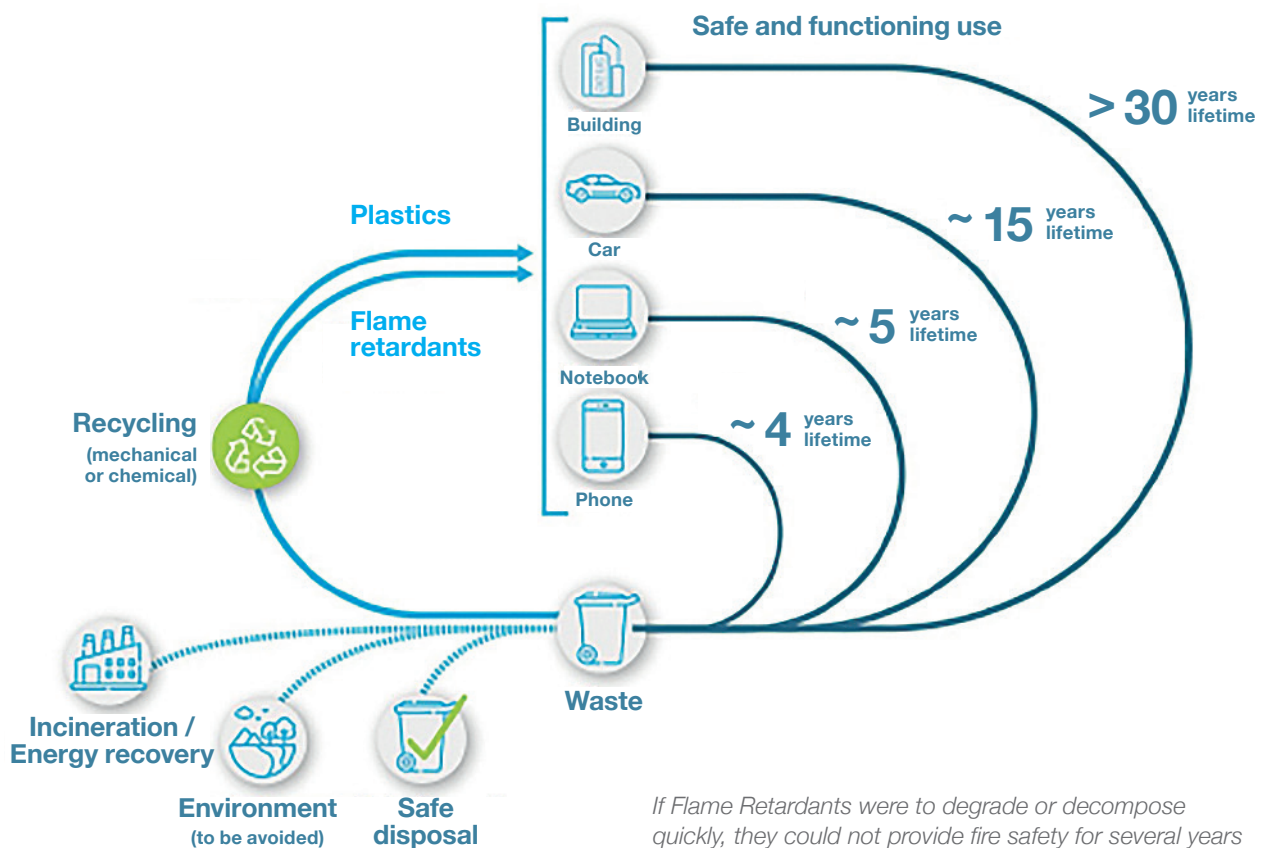 Safe and functioning use
Building
> 30 years
lifetime
Car
~ 15 years
lifetime
Plastics
Flame
retardants
Notebook
~ 5 years
lifetime
Phone
~ 4 years
lifetime
Recycling
(mechanical
or chemical)
Waste
Incineration /
Energy recovery
Environment
(to be avoided)
Safe
disposal
If Flame Retardants were to degrade or decompose
quickly, they could not provide fire safety for several years